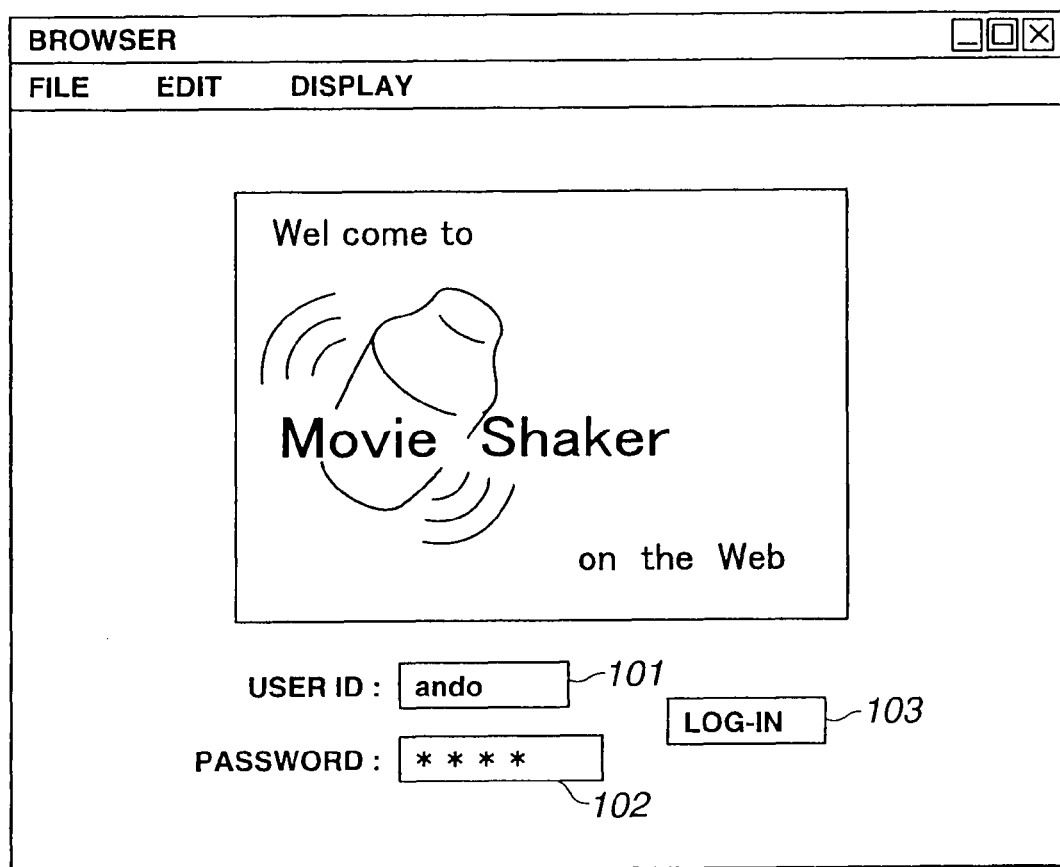 BROWSER
FILE EDIT DISPLAY
Wel come to
Movie Shaker
on the Web
USER ID : ando 101
LOG-IN 103
PASSWORD : * * * * 102